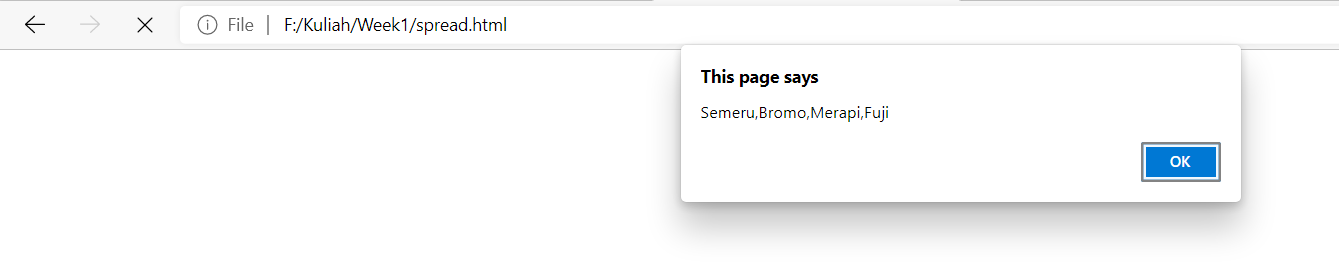 File F:/Kuliah/Week1/spread.html
This page says
Semeru,Bromo,Merapi,Fuji
OK